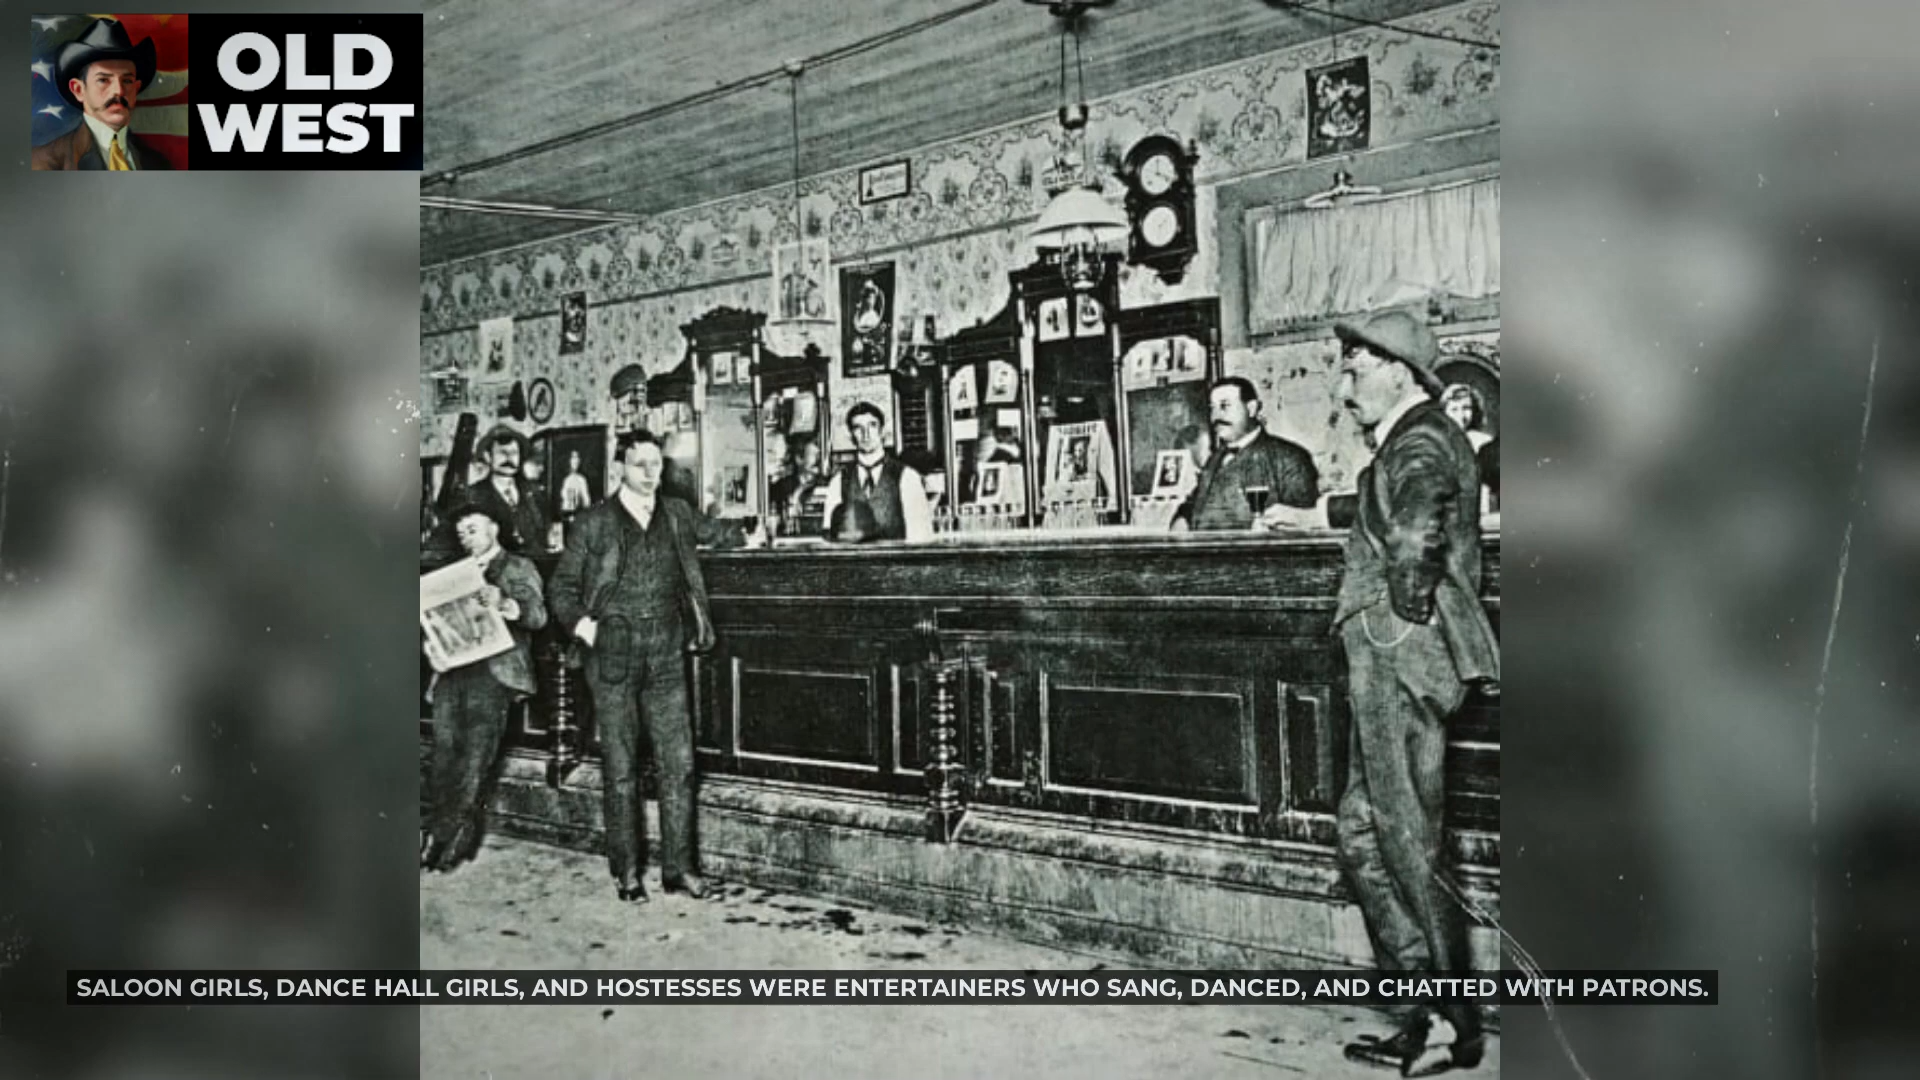 OLD
WEST
SALOON GIRLS, DANCE HALL GIRLS, AND HOSTESSES WERE ENTERTAINERS WHO SANG, DANCED, AND CHATTED WITH PATRONS.